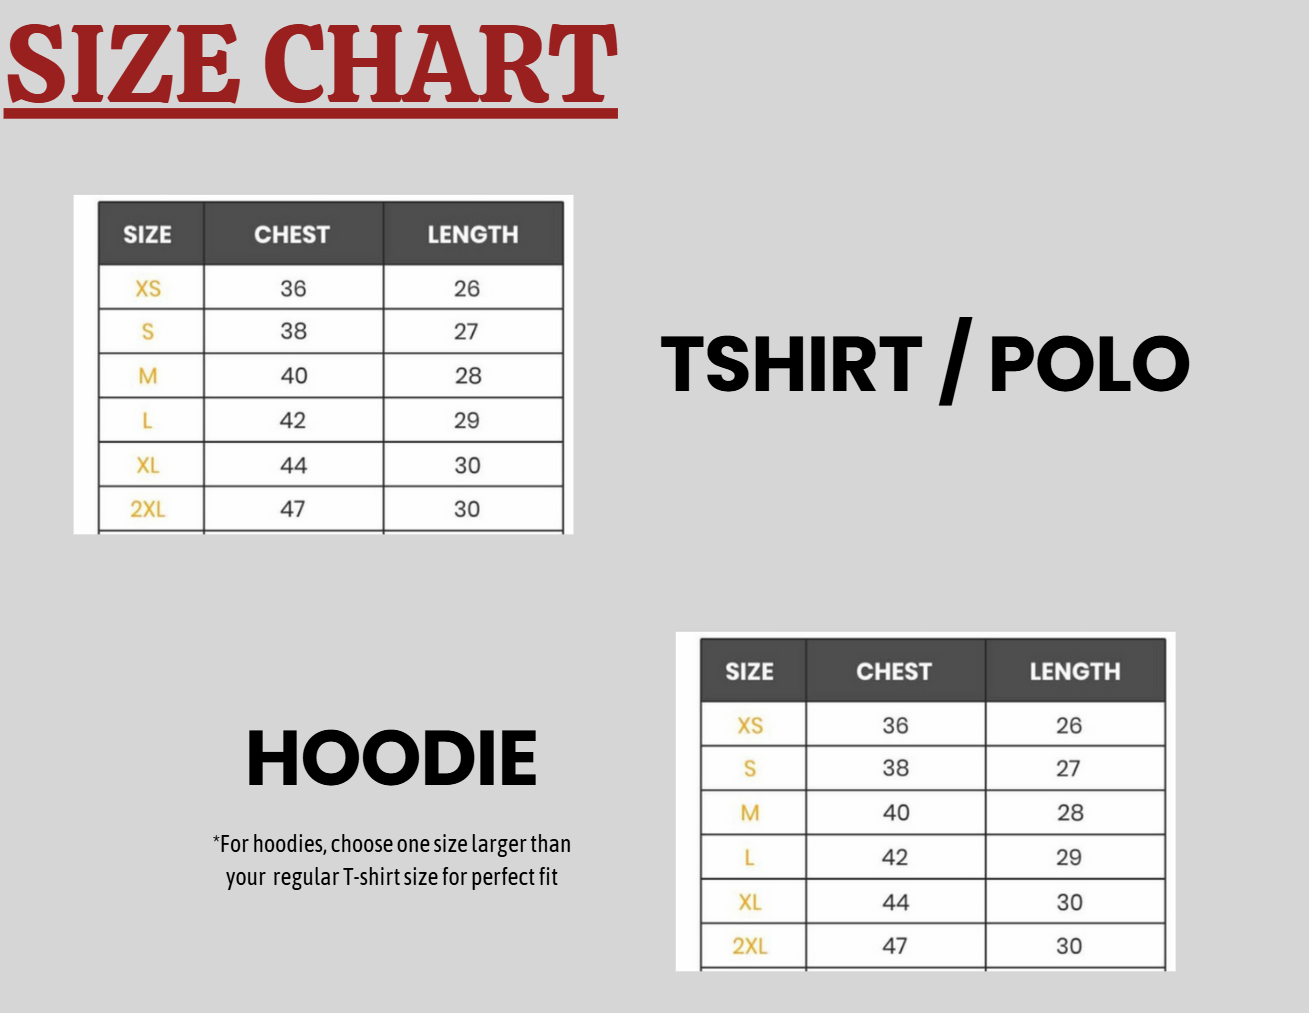 SIZE CHART
SIZE CHEST LENGTH
XS 36 26
S 38 27
M 40 28
L 42 29
XL 44 30
2XL 47 30
TSHIRT / POLO
HOODIE
*For hoodies, choose one size larger than
your regular T-shirt size for perfect fit
SIZE CHEST LENGTH
XS 36 26
S 38 27
M 40 28
L 42 29
XL 44 30
2XL 47 30